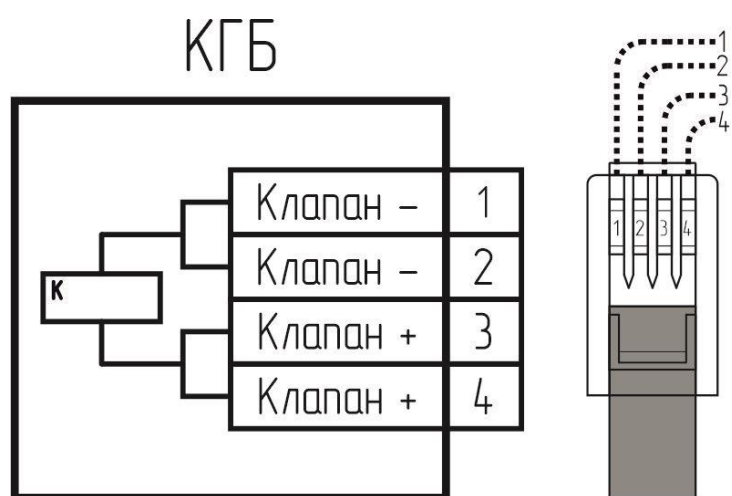 КГБ
К
Клапан – 1
Клапан – 2
Клапан + 3
Клапан + 4
1
2
3
4
1 2 3 4